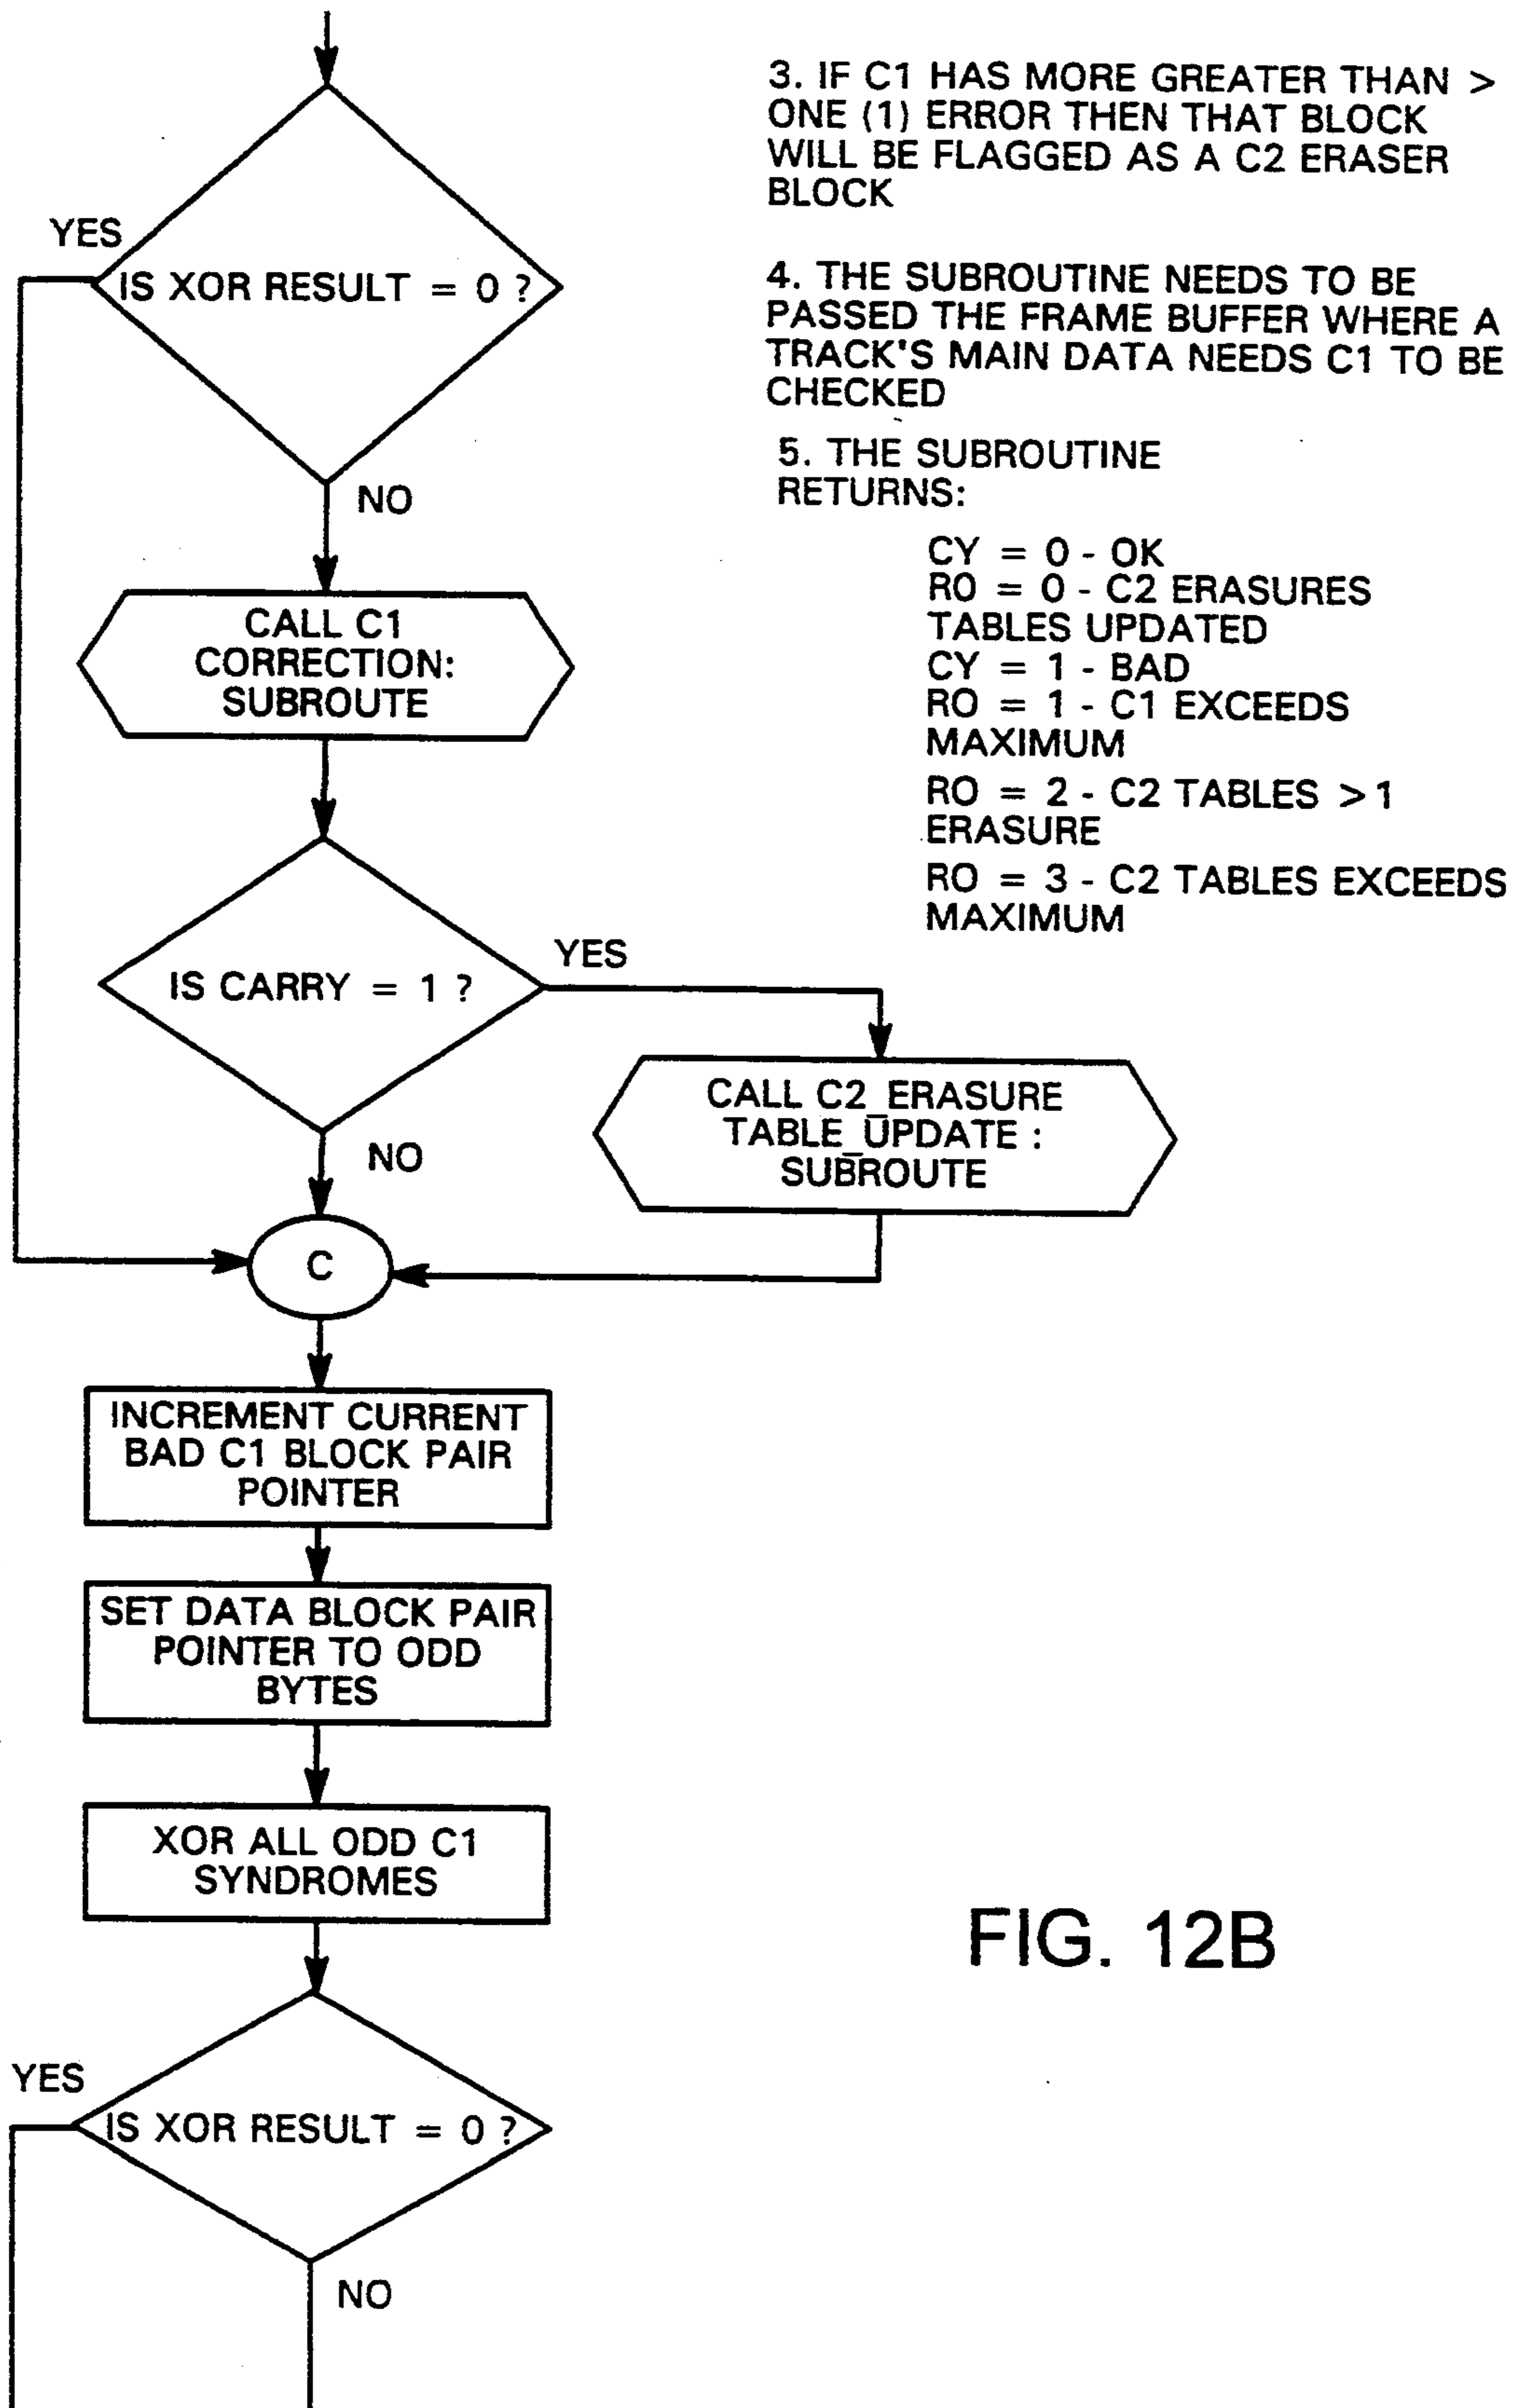 3. IF C1 HAS MORE GREATER THAN >
ONE (1) ERROR THEN THAT BLOCK
WILL BE FLAGGED AS A C2 ERASER
BLOCK
4. THE SUBROUTINE NEEDS TO BE
PASSED THE FRAME BUFFER WHERE A
TRACK'S MAIN DATA NEEDS C1 TO BE
CHECKED
5. THE SUBROUTINE
RETURNS:
CY = 0 - OK
RO = 0 - C2 ERASURES
TABLES UPDATED
CY = 1 - BAD
RO = 1 - C1 EXCEEDS
MAXIMUM
RO = 2 - C2 TABLES >1
ERASURE
RO = 3 - C2 TABLES EXCEEDS
MAXIMUM
YES
IS XOR RESULT = 0 ?
NO
CALL C1
CORRECTION:
SUBROUTE
IS CARRY = 1 ?
YES
NO
CALL C2_ERASURE
TABLE_UPDATE :
SUBROUTE
C
INCREMENT CURRENT
BAD C1 BLOCK PAIR
POINTER
SET DATA BLOCK PAIR
POINTER TO ODD
BYTES
XOR ALL ODD C1
SYNDROMES
YES
IS XOR RESULT = 0 ?
NO
FIG. 12B